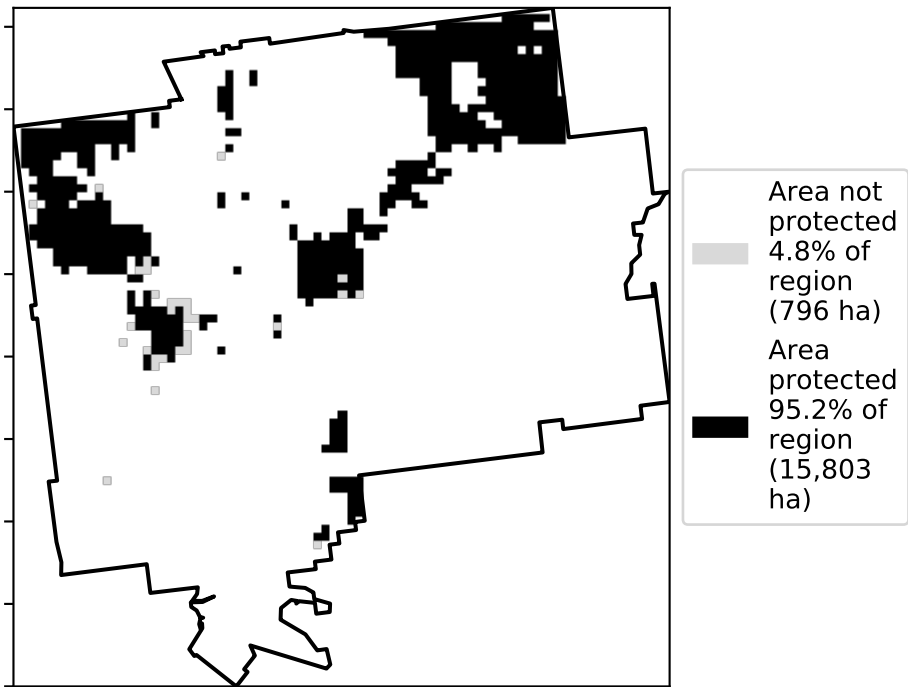 Area not
protected
4.8% of
region
(796 ha)
Area
protected
95.2% of
region
(15,803
ha)